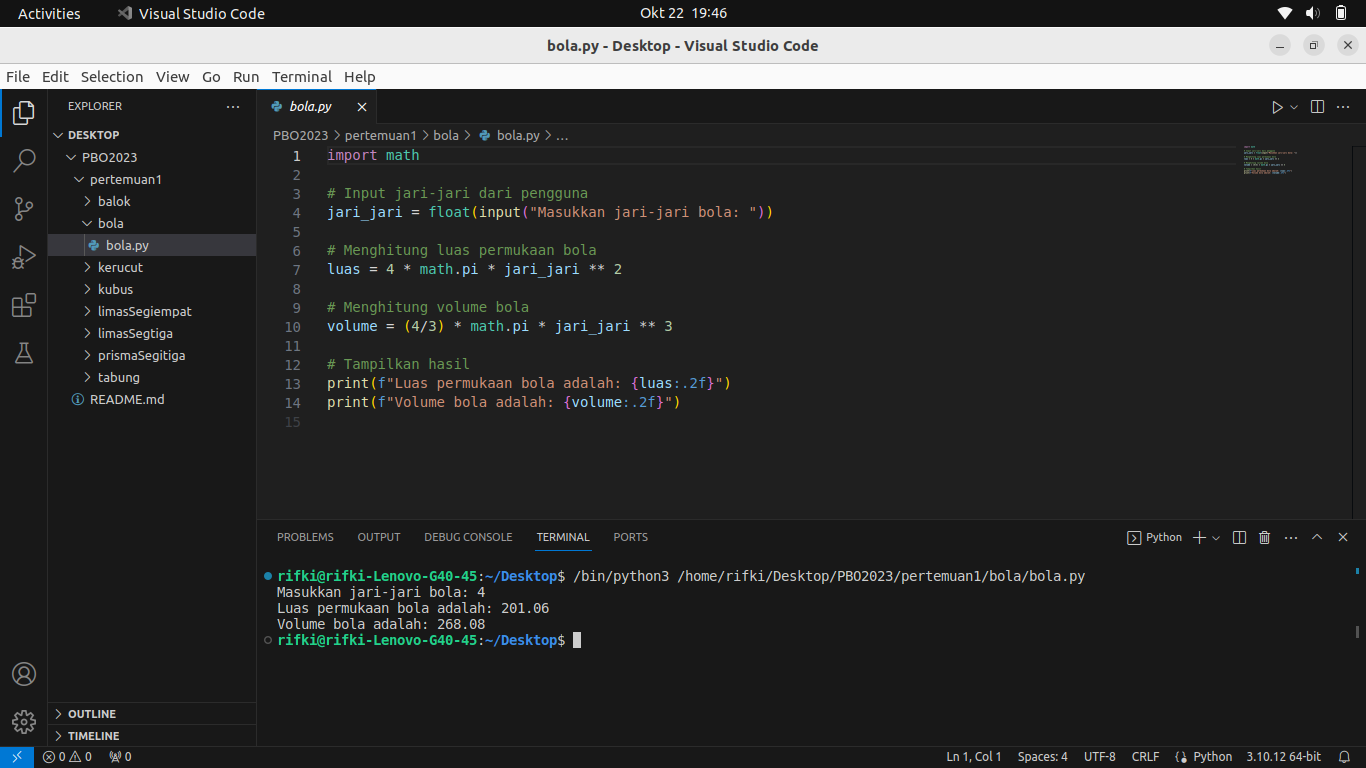 Activities
Visual Studio Code
Okt 22 19:46
bola.py - Desktop - Visual Studio Code
File Edit Selection View Go Run Terminal Help
EXPLORER
DESKTOP
PBO2023
pertemuan1
balok
bola
bola.py
kerucut
kubus
limasSegiempat
limasSegtiga
prismaSegitiga
tabung
README.md
OUTLINE
TIMELINE
bola.py
PBO2023 > pertemuan1 > bola > bola.py > ...
1 import math
2
3 # Input jari-jari dari pengguna
4 jari_jari = float(input("Masukkan jari-jari bola: "))
5
6 # Menghitung luas permukaan bola
7 luas = 4 * math.pi * jari_jari ** 2
8
9 # Menghitung volume bola
10 volume = (4/3) * math.pi * jari_jari ** 3
11
12 # Tampilkan hasil
13 print(f"Luas permukaan bola adalah: {luas:.2f}")
14 print(f"Volume bola adalah: {volume:.2f}")
15
PROBLEMS OUTPUT DEBUG CONSOLE TERMINAL PORTS
Python
rifki@rifki-Lenovo-G40-45:~/Desktop$ /bin/python3 /home/rifki/Desktop/PBO2023/pertemuan1/bola/bola.py
Masukkan jari-jari bola: 4
Luas permukaan bola adalah: 201.06
Volume bola adalah: 268.08
rifki@rifki-Lenovo-G40-45:~/Desktop$
0 0 0
Ln 1, Col 1 Spaces: 4 UTF-8 CRLF Python 3.10.12 64-bit